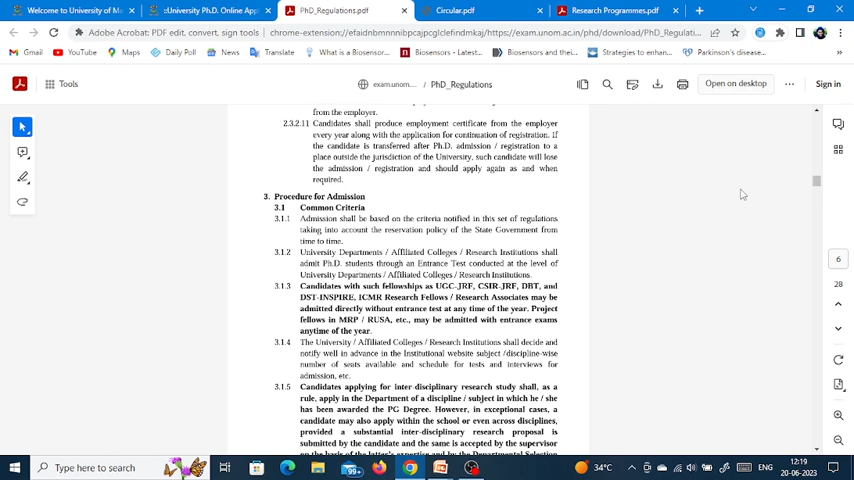 Welcome to University of Ma
::University Ph.D. Online Appl
PhD_Regulations.pdf
Circular.pdf
Research Programmes.pdf
Adobe Acrobat: PDF edit, convert, sign tools
chrome-extension://efaidnbmnnnibpcajpcglclefindmkaj/https://exam.unom.ac.in/phd/download/PhD_Regulati...
Gmail
YouTube
Maps
What is a Biosensor...
Daily Poll
News
Translate
Biosensors - Latest...
Biosensors and thei...
Strategies to enhan...
Parkinson's disease...
Tools
exam.unom....
PhD_Regulations
Open on desktop
Sign in
from the employer.
2.3.2.11 Candidates shall produce employment certificate from the employer
every year along with the application for continuation of registration. If
the candidate is transferred after Ph.D. admission / registration to a
place outside the jurisdiction of the University, such candidate will lose
the admission / registration and should apply again as and when
required.
3. Procedure for Admission
3.1 Common Criteria
3.1.1 Admission shall be based on the criteria notified in this set of regulations
taking into account the reservation policy of the State Government from
time to time.
3.1.2 University Departments / Affiliated Colleges / Research Institutions shall
admit Ph.D. students through an Entrance Test conducted at the level of
University Departments / Affiliated Colleges / Research Institutions.
3.1.3 Candidates with such fellowships as UGC-JRF, CSIR-JRF, DBT, and
DST-INSPIRE, ICMR Research Fellows / Research Associates may be
admitted directly without entrance test at any time of the year. Project
fellows in MRP / RUSA, etc., may be admitted with entrance exams
anytime of the year.
3.1.4 The University / Affiliated Colleges / Research Institutions shall decide and
notify well in advance in the Institutional website subject /discipline-wise
number of seats available and schedule for tests and interviews for
admission, etc.
3.1.5 Candidates applying for inter-disciplinary research study shall, as a
rule, apply in the Department of a discipline / subject in which he / she
has been awarded the PG Degree. However, in exceptional cases, a
candidate may also apply within the school or even across disciplines,
provided a substantial inter-disciplinary research proposal is
submitted by the candidate and the same is accepted by the supervisor
on the basis of the latter's expertise and by the Departmental Selection
6
28
Type here to search
99+
34°C
ENG
12:19
20-06-2023